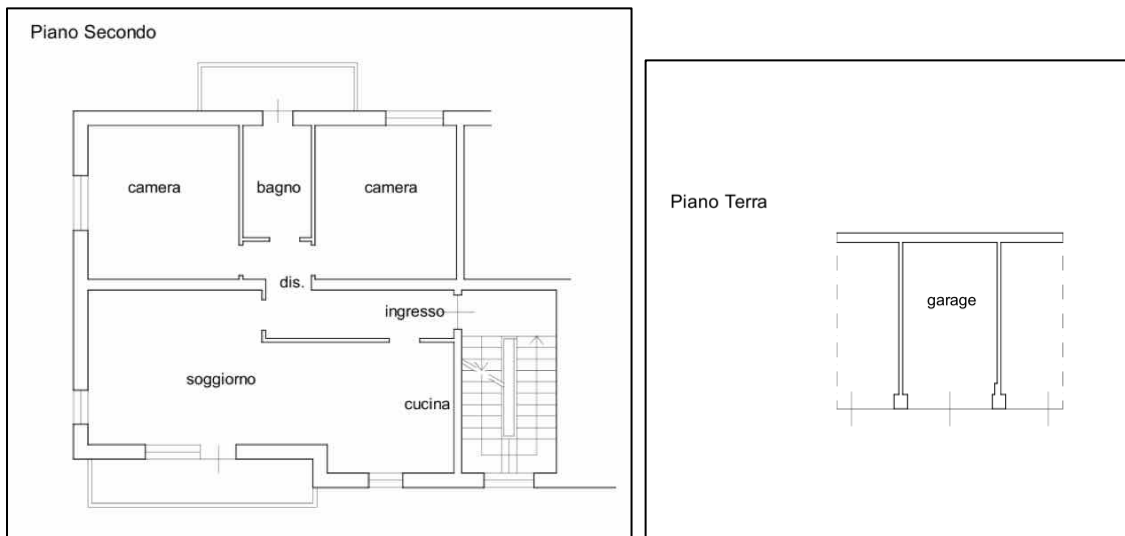 Piano Secondo
camera
bagno
camera
dis.
ingresso
soggiorno
cucina
Piano Terra
garage